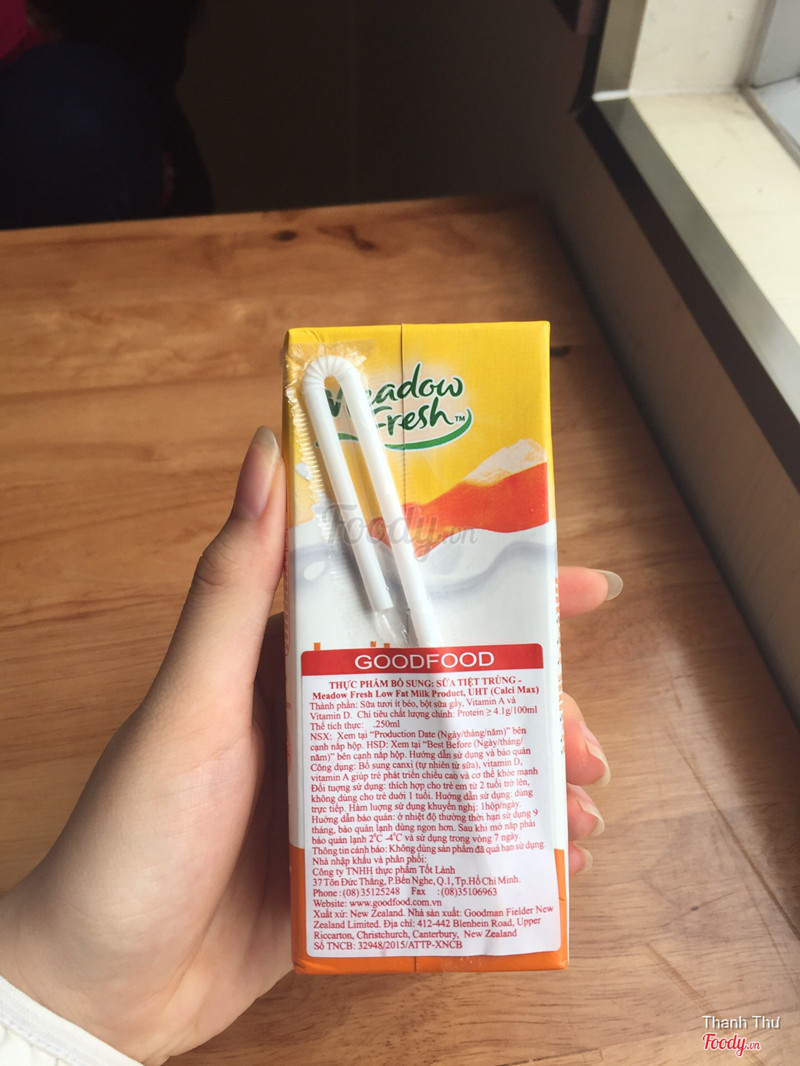 Meadow
Fresh™
Foody.vn
GOODFOOD
THỰC PHẨM BỔ SUNG: SỮA TIỆT TRÙNG -
Meadow Fresh Low Fat Milk Product, UHT (Calci Max)
Thành phần: Sữa tươi ít béo, bột sữa gầy, Vitamin A và
Vitamin D. Chỉ tiêu chất lượng chính: Protein ≥ 4.1g/100ml
Thể tích thực: .250ml
NSX: Xem tại “Production Date (Ngày/tháng/năm)” bên
cạnh nắp hộp. HSD: Xem tại “Best Before (Ngày/tháng/
năm)” bên cạnh nắp hộp. Hướng dẫn sử dụng và bảo quản
Công dụng: Bổ sung canxi (tự nhiên từ sữa), vitamin D,
vitamin A giúp trẻ phát triển chiều cao và cơ thể khỏe mạnh
Đối tuợng sử dụng: thích hợp cho trẻ em từ 2 tuổi trở lên,
không dùng cho trẻ dưới 1 tuổi. Hướng dẫn sử dụng: dùng
trực tiếp. Hàm lượng sử dụng khuyến nghị: 1hộp/ngày.
Hướng dẫn bảo quản: ở nhiệt độ thường thời hạn sử dụng 9
tháng, bảo quản lạnh dùng ngon hơn. Sau khi mở nắp phải
bảo quản lạnh 2°C -4°C và sử dụng trong vòng 7 ngày.
Thông tin cảnh báo: Không dùng sản phẩm đã quá hạn sử dụng.
Nhà nhập khẩu và phân phối:
Công ty TNHH thực phẩm Tốt Lành
37 Tôn Đức Thắng, P.Bến Nghe, Q.1, Tp.Hồ Chí Minh.
Phone: (08)35125248 Fax :(08)35106963
Website: www.goodfood.com.vn
Xuất xứ: New Zealand. Nhà sản xuất: Goodman Fielder New
Zealand Limited. Địa chỉ: 412-442 Blenhein Road, Upper
Riccarton, Christchurch, Canterbury, New Zealand
Số TNCB: 32948/2015/ATTP-XNCB
Thanh Thư
Foody.vn